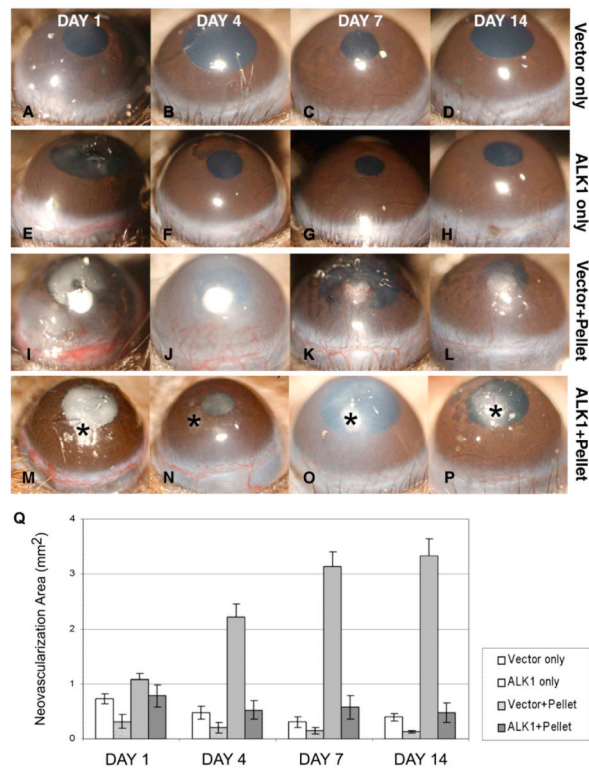 DAY 1 DAY 4 DAY 7 DAY 14
Vector only
A B C D
ALK1 only
E F G H
Vector+Pellet
I J K L
ALK1+Pellet
* * * *
M N O P
Q
Neovascularization Area (mm2)
4
3
2
1
0
DAY 1 DAY 4 DAY 7 DAY 14
Vector only
ALK1 only
Vector+Pellet
ALK1+Pellet